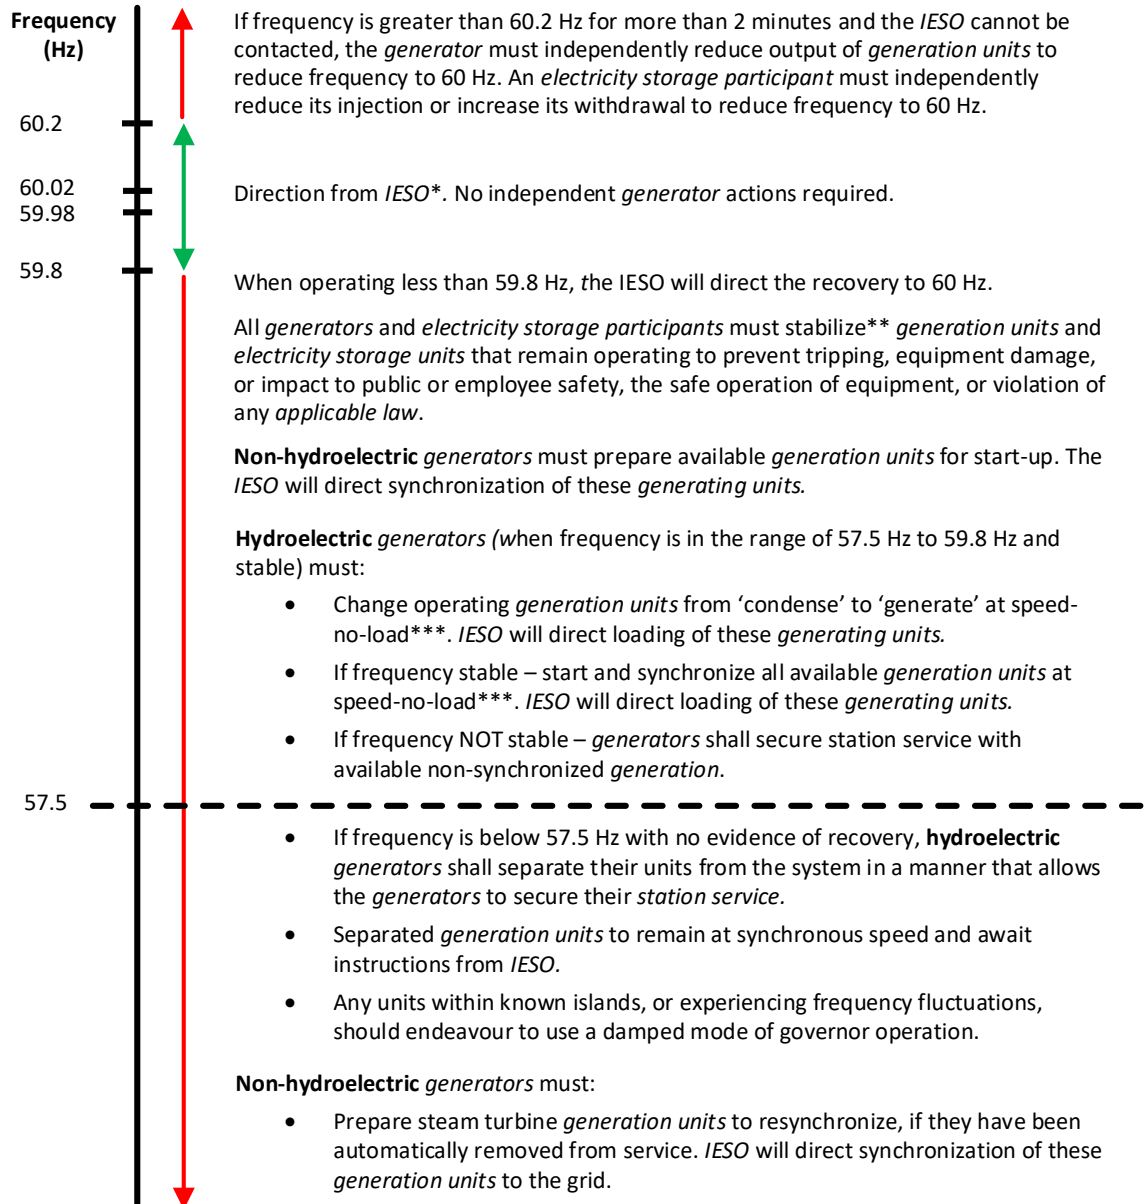 Frequency
(Hz)
If frequency is greater than 60.2 Hz for more than 2 minutes and the IESO cannot be
contacted, the generator must independently reduce output of generation units to
reduce frequency to 60 Hz. An electricity storage participant must independently
reduce its injection or increase its withdrawal to reduce frequency to 60 Hz.
60.2
60.02
Direction from IESO*. No independent generator actions required.
59.98
59.8
When operating less than 59.8 Hz, the IESO will direct the recovery to 60 Hz.
All generators and electricity storage participants must stabilize** generation units and
electricity storage units that remain operating to prevent tripping, equipment damage,
or impact to public or employee safety, the safe operation of equipment, or violation of
any applicable law.
Non-hydroelectric generators must prepare available generation units for start-up. The
IESO will direct synchronization of these generating units.
Hydroelectric generators (when frequency is in the range of 57.5 Hz to 59.8 Hz and
stable) must:
• Change operating generation units from ‘condense’ to ‘generate’ at speed-
no-load***. IESO will direct loading of these generating units.
• If frequency stable – start and synchronize all available generation units at
speed-no-load***. IESO will direct loading of these generating units.
• If frequency NOT stable – generators shall secure station service with
available non-synchronized generation.
57.5
• If frequency is below 57.5 Hz with no evidence of recovery, hydroelectric
generators shall separate their units from the system in a manner that allows
the generators to secure their station service.
• Separated generation units to remain at synchronous speed and await
instructions from IESO.
• Any units within known islands, or experiencing frequency fluctuations,
should endeavour to use a damped mode of governor operation.
Non-hydroelectric generators must:
• Prepare steam turbine generation units to resynchronize, if they have been
automatically removed from service. IESO will direct synchronization of these
generation units to the grid.